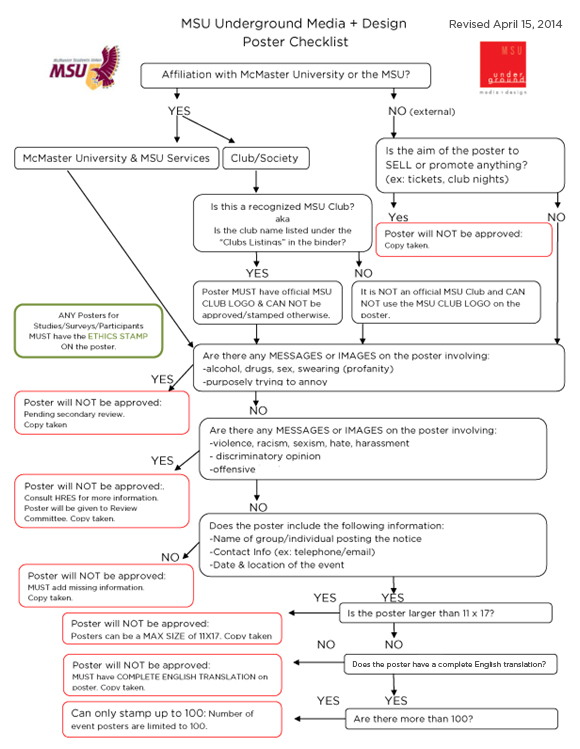 MSU Underground Media + Design
Poster Checklist
Revised April 15, 2014
McMaster Students Union
MSU
MSU
under
ground
media + design
Affiliation with McMaster University or the MSU?
YES
NO (external)
McMaster University & MSU Services
Club/Society
Is the aim of the poster to
SELL or promote anything?
(ex: tickets, club nights)
Is this a recognized MSU Club?
aka
Is the club name listed under the
"Clubs Listings" in the binder?
Yes
NO
Poster will NOT be approved:
Copy taken.
YES
NO
Poster MUST have official MSU
CLUB LOGO & CAN NOT be
approved/stamped otherwise.
It is NOT an official MSU Club and CAN
NOT use the MSU CLUB LOGO on the
poster.
ANY Posters for
Studies/Surveys/Participants
MUST have the ETHICS STAMP
ON the poster.
Are there any MESSAGES or IMAGES on the poster involving:
-alcohol, drugs, sex, swearing (profanity)
-purposely trying to annoy
YES
NO
Poster will NOT be approved:
Pending secondary review.
Copy taken
Are there any MESSAGES or IMAGES on the poster involving:
-violence, racism, sexism, hate, harassment
- discriminatory opinion
-offensive
YES
NO
Poster will NOT be approved:.
Consult HRES for more information.
Poster will be given to Review
Committee. Copy taken.
Does the poster include the following information:
-Name of group/individual posting the notice
-Contact Info (ex: telephone/email)
-Date & location of the event
NO
YES
Poster will NOT be approved:
MUST add missing information.
Copy taken.
YES
Is the poster larger than 11 x 17?
Poster will NOT be approved:
Posters can be a MAX SIZE of 11X17. Copy taken
NO
NO
Does the poster have a complete English translation?
Poster will NOT be approved:
MUST have COMPLETE ENGLISH TRANSLATION on
poster. Copy taken.
YES
YES
Are there more than 100?
Can only stamp up to 100: Number of
event posters are limited to 100.